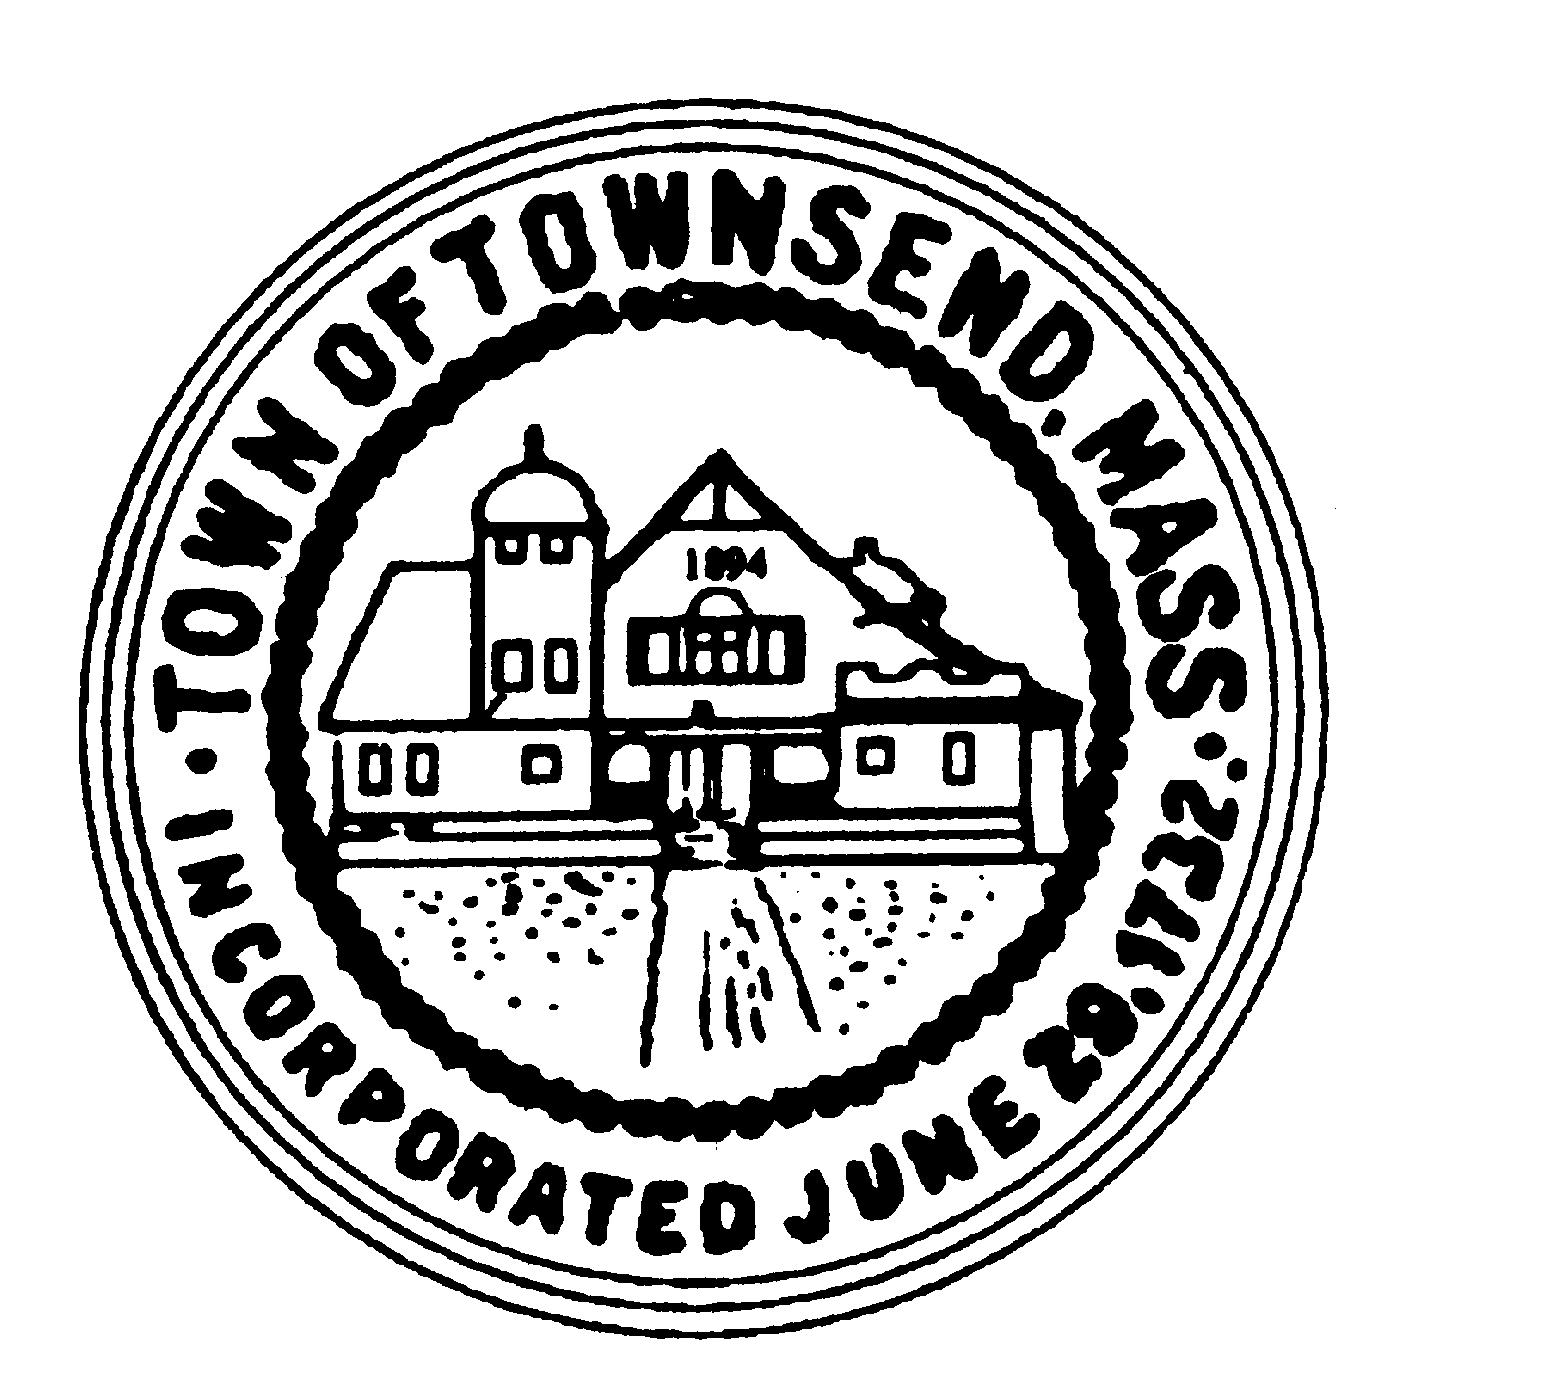 TOWN OF TOWNSEND. MASS.
INCORPORATED JUNE 29.1732.
1894